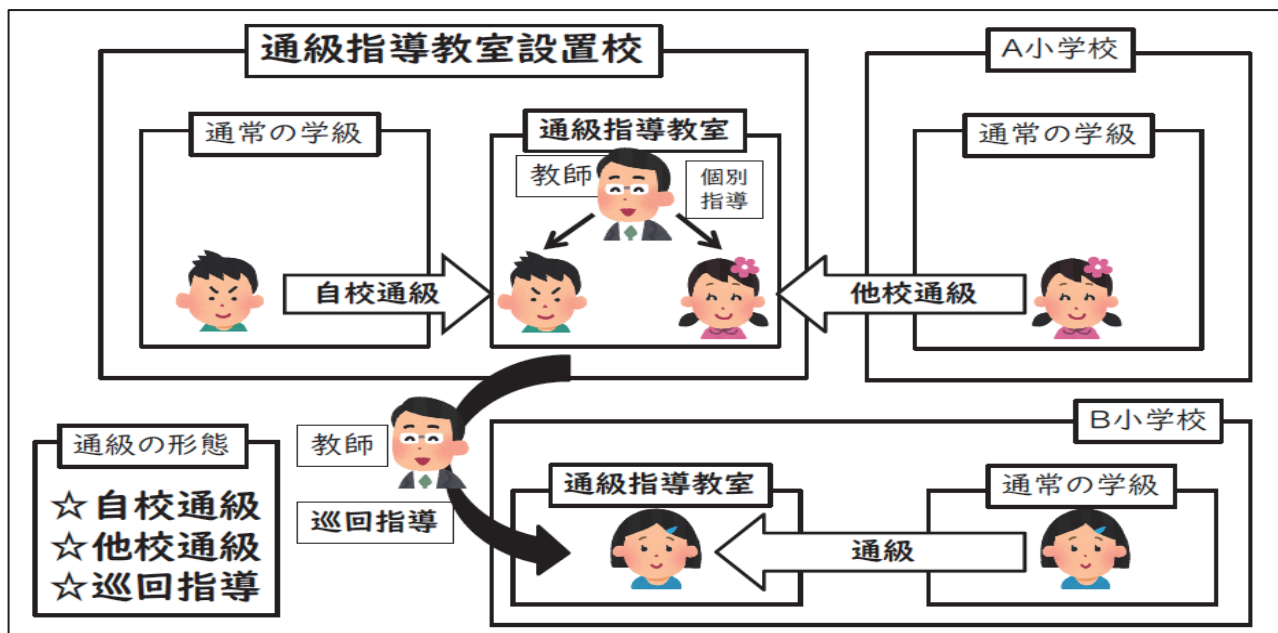 通級指導教室設置校
A小学校
通常の学級
通級指導教室
通常の学級
教師
個別
指導
自校通級
他校通級
B小学校
通級の形態
☆自校通級
☆他校通級
☆巡回指導
教師
巡回指導
通級指導教室
通常の学級
通級